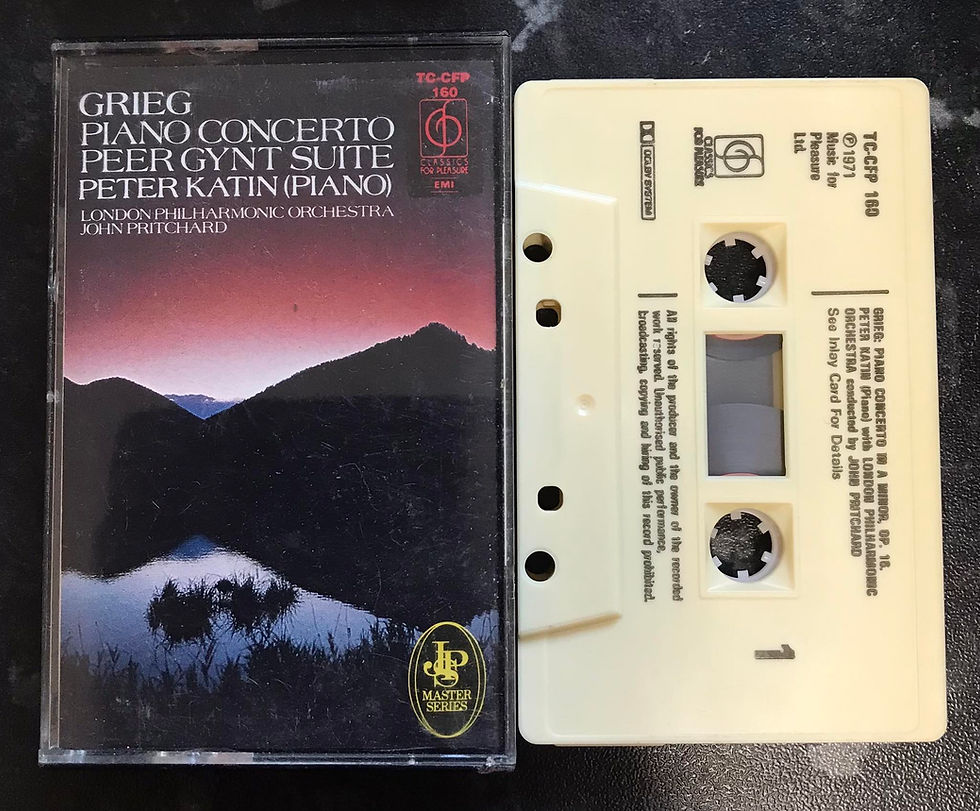 GRIEG
PIANO CONCERTO
PEER GYNT SUITE
PETER KATIN (PIANO)
LONDON PHILHARMONIC ORCHESTRA
JOHN PRITCHARD
TC-CFP
160
CLASSICS
FOR PLEASURE
EMI
JPS
MASTER
SERIES
TC-CFP 160
℗1971
Music for
Pleasure
Ltd.
CLASSICS
FOR PLEASURE
DOLBY SYSTEM
GRIEG: PIANO CONCERTO IN A MINOR, OP. 16.
PETER KATIN (Piano) with LONDON PHILHARMONIC
ORCHESTRA conducted by JOHN PRITCHARD
See Inlay Card For Details
All rights of the producer and the owner of the recorded
work reserved. Unauthorised public performance,
broadcasting, copying and hiring of this record prohibited.
1